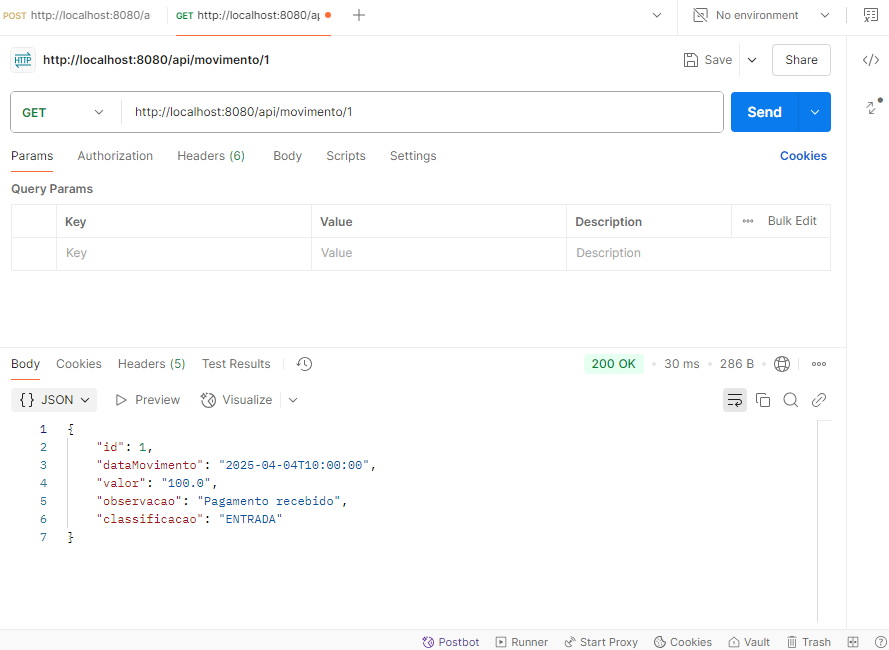 POST http://localhost:8080/a GET http://localhost:8080/a No environment
HTTP http://localhost:8080/api/movimento/1 Save Share
GET http://localhost:8080/api/movimento/1 Send
Params Authorization Headers (6) Body Scripts Settings Cookies
Query Params
Key Value Description Bulk Edit
Key Value Description
Body Cookies Headers (5) Test Results 200 OK 30 ms 286 B
{} JSON Preview Visualize
1 {
2 "id": 1,
3 "dataMovimento": "2025-04-04T10:00:00",
4 "valor": "100.0",
5 "observacao": "Pagamento recebido",
6 "classificacao": "ENTRADA"
7 }
Postbot Runner Start Proxy Cookies Vault Trash